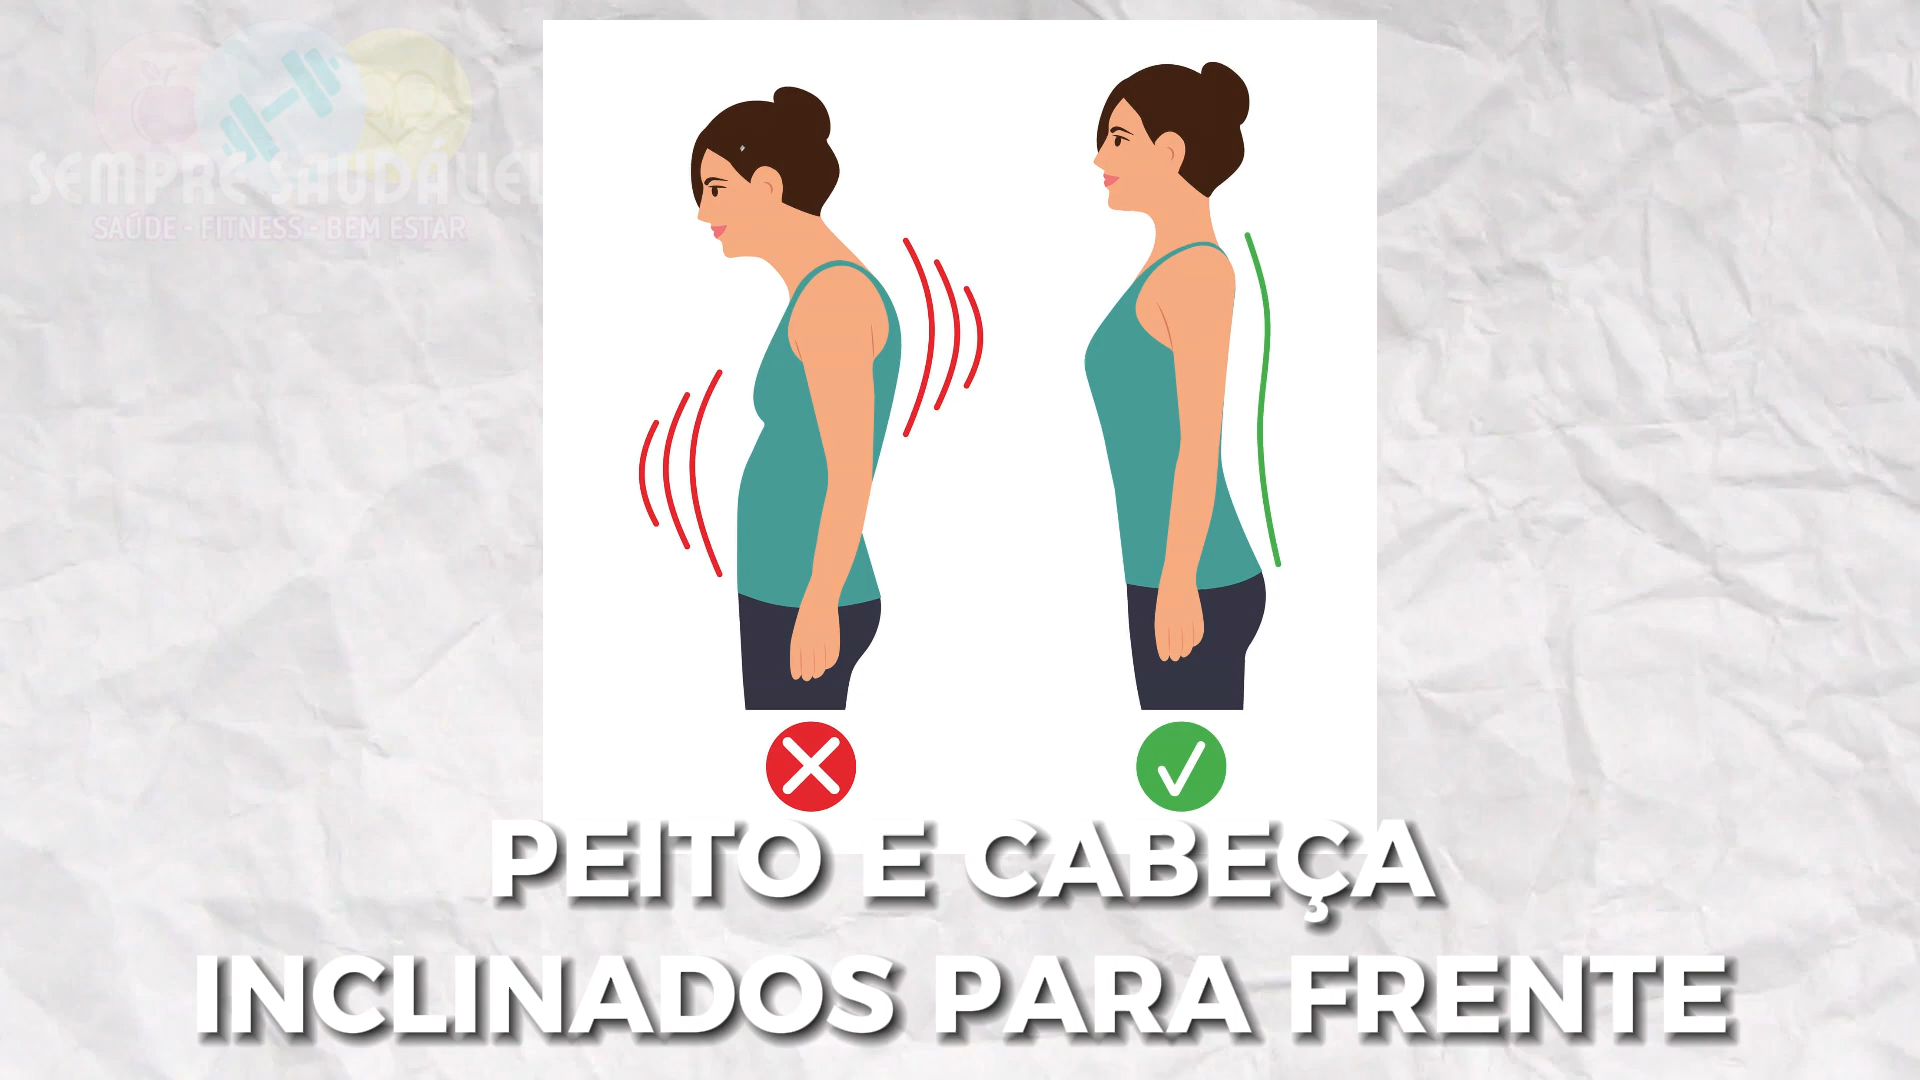 SEMPRE SAUDÁVEL
SAÚDE - FITNESS - BEM ESTAR
PEITO E CABEÇA
INCLINADOS PARA FRENTE